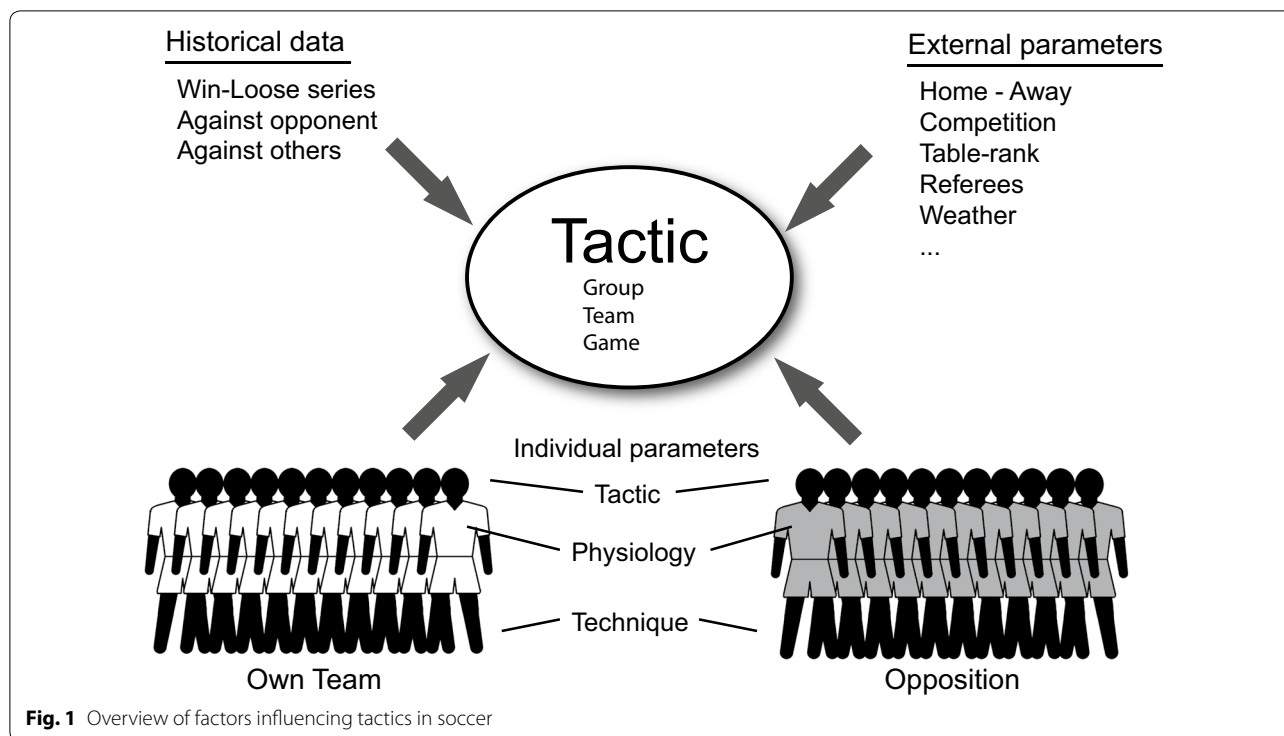 Historical data
Win-Loose series
Against opponent
Against others
External parameters
Home - Away
Competition
Table-rank
Referees
Weather
...
Tactic
Group
Team
Game
Individual parameters
Tactic
Physiology
Technique
Own Team
Opposition
Fig. 1 Overview of factors influencing tactics in soccer